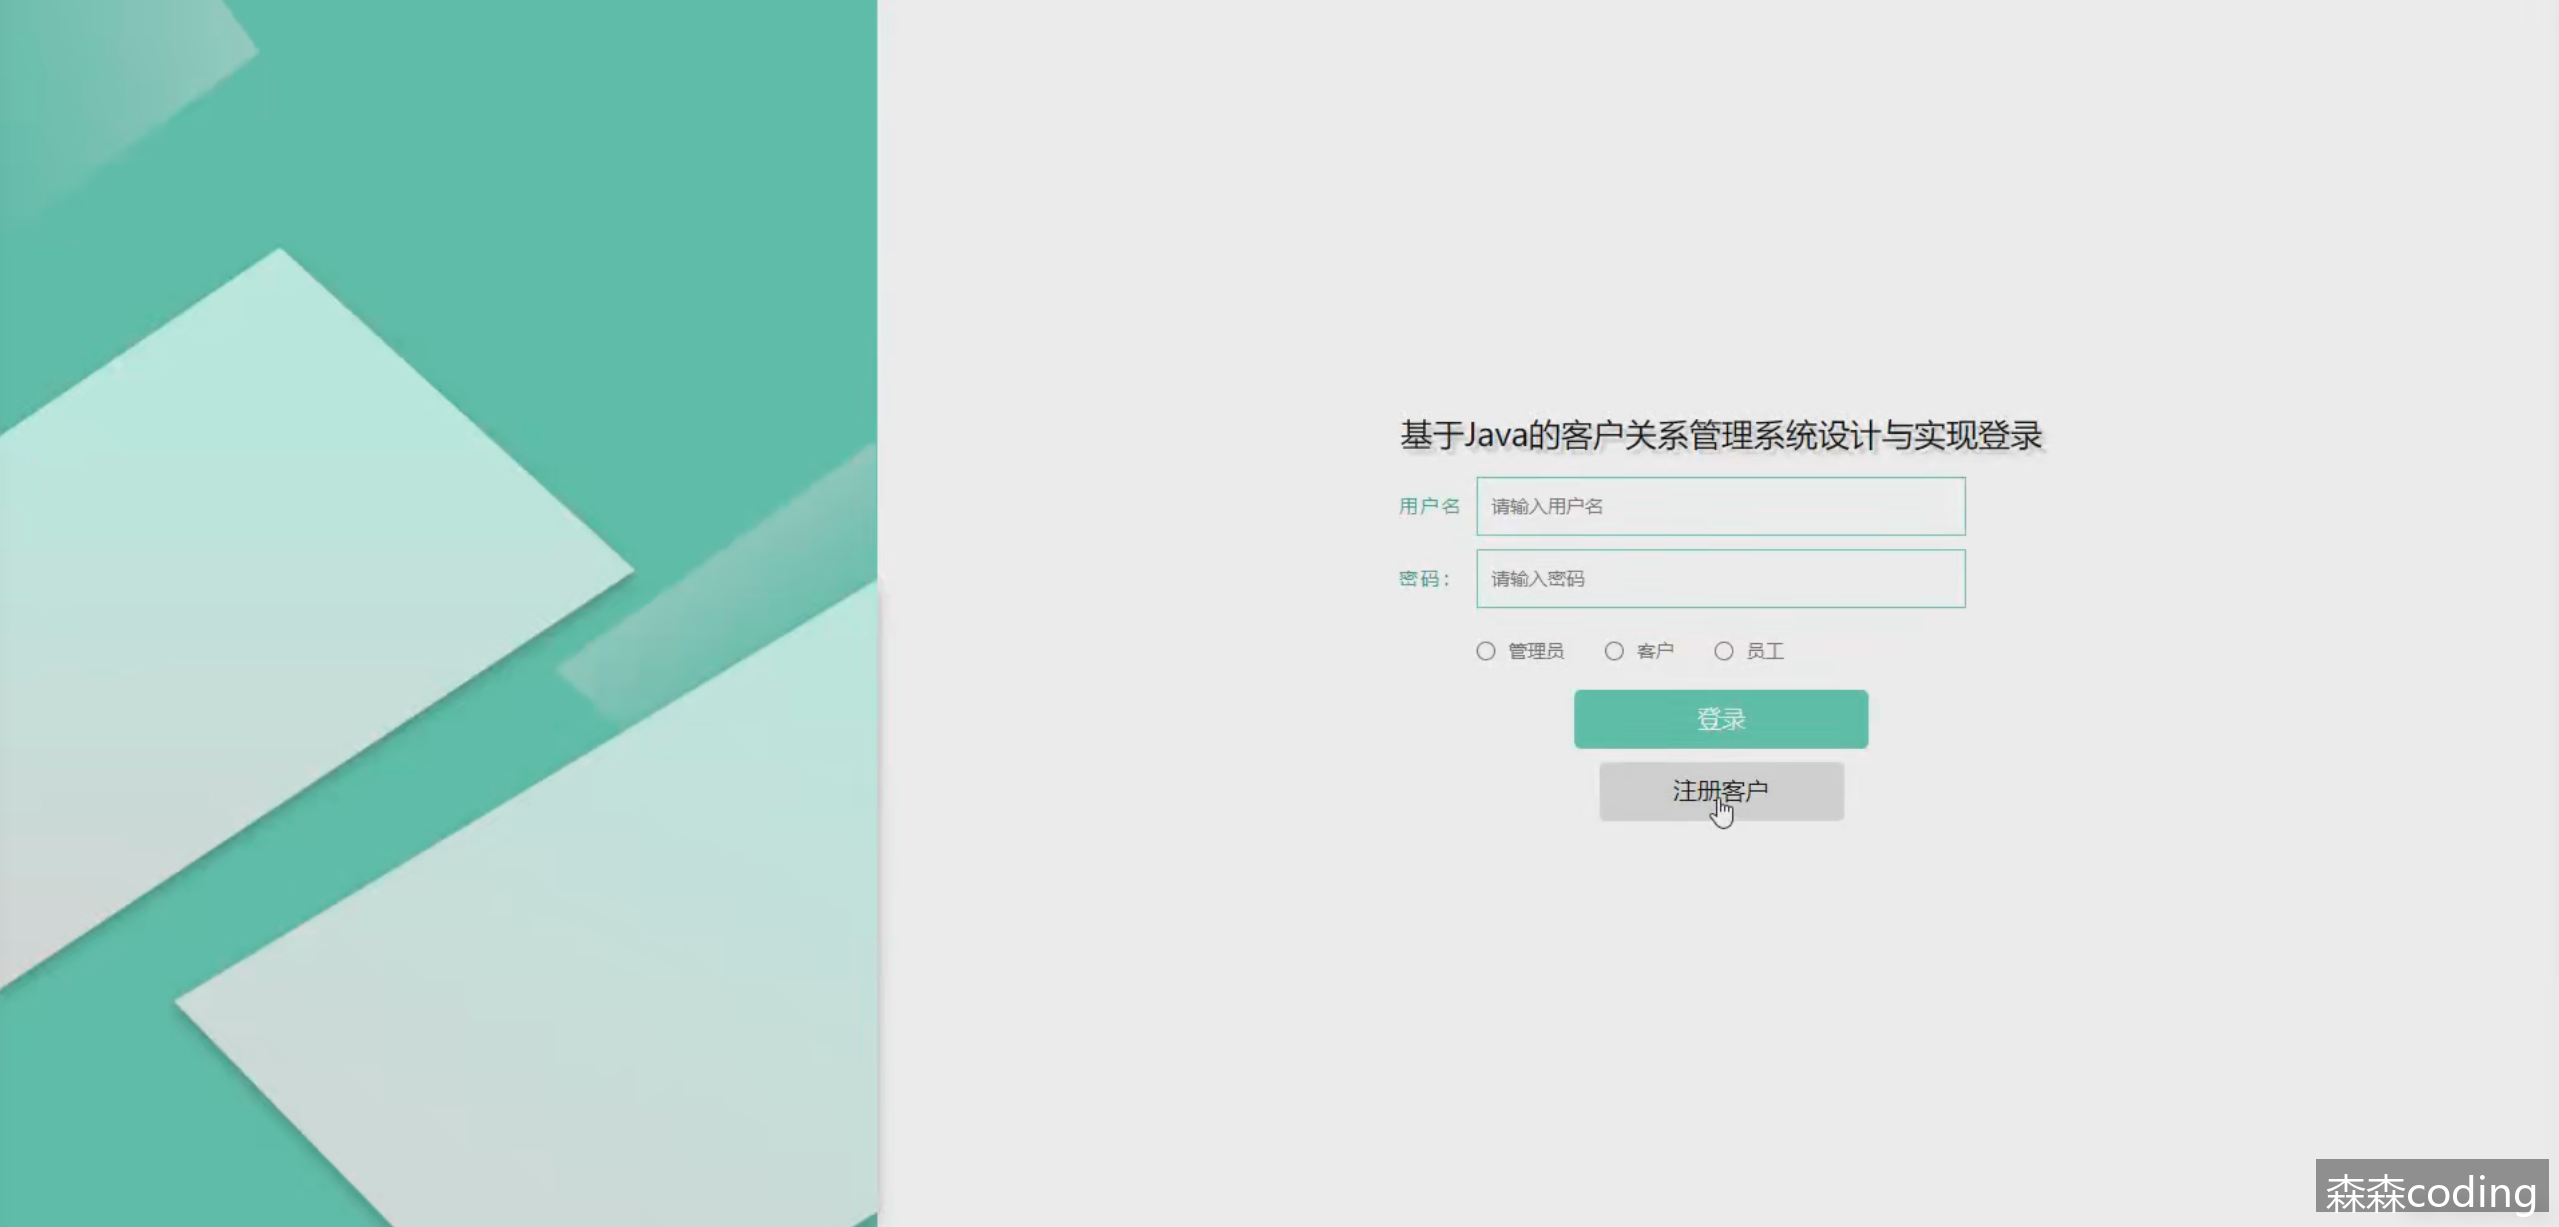 基于Java的客户关系管理系统设计与实现登录
用户名 请输入用户名
密码： 请输入密码
管理员 客户 员工
登录
注册客户
森森coding